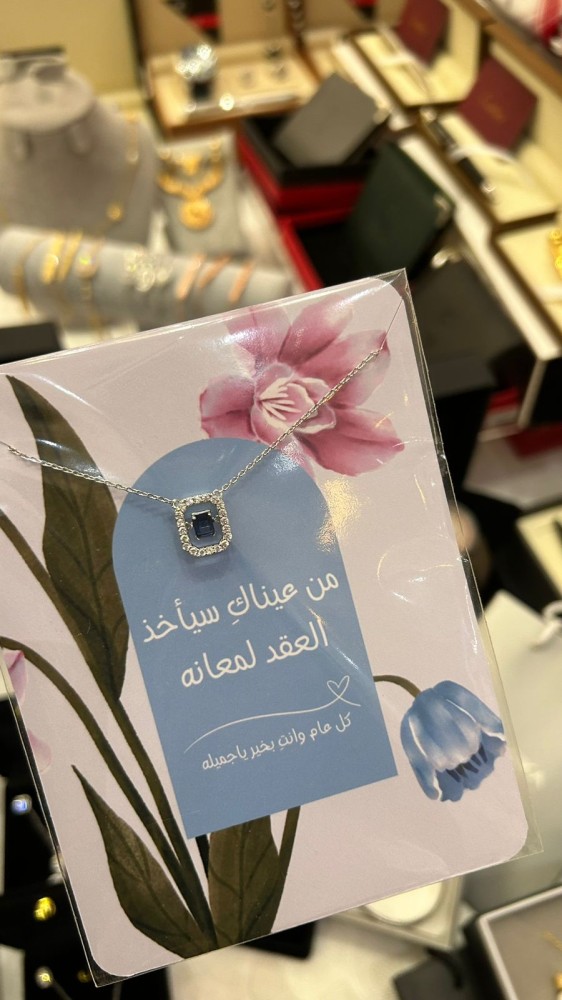 من عيناكِ سيأخذ
العقد لمعانه
كل عام وانتِ بخير ياجميله